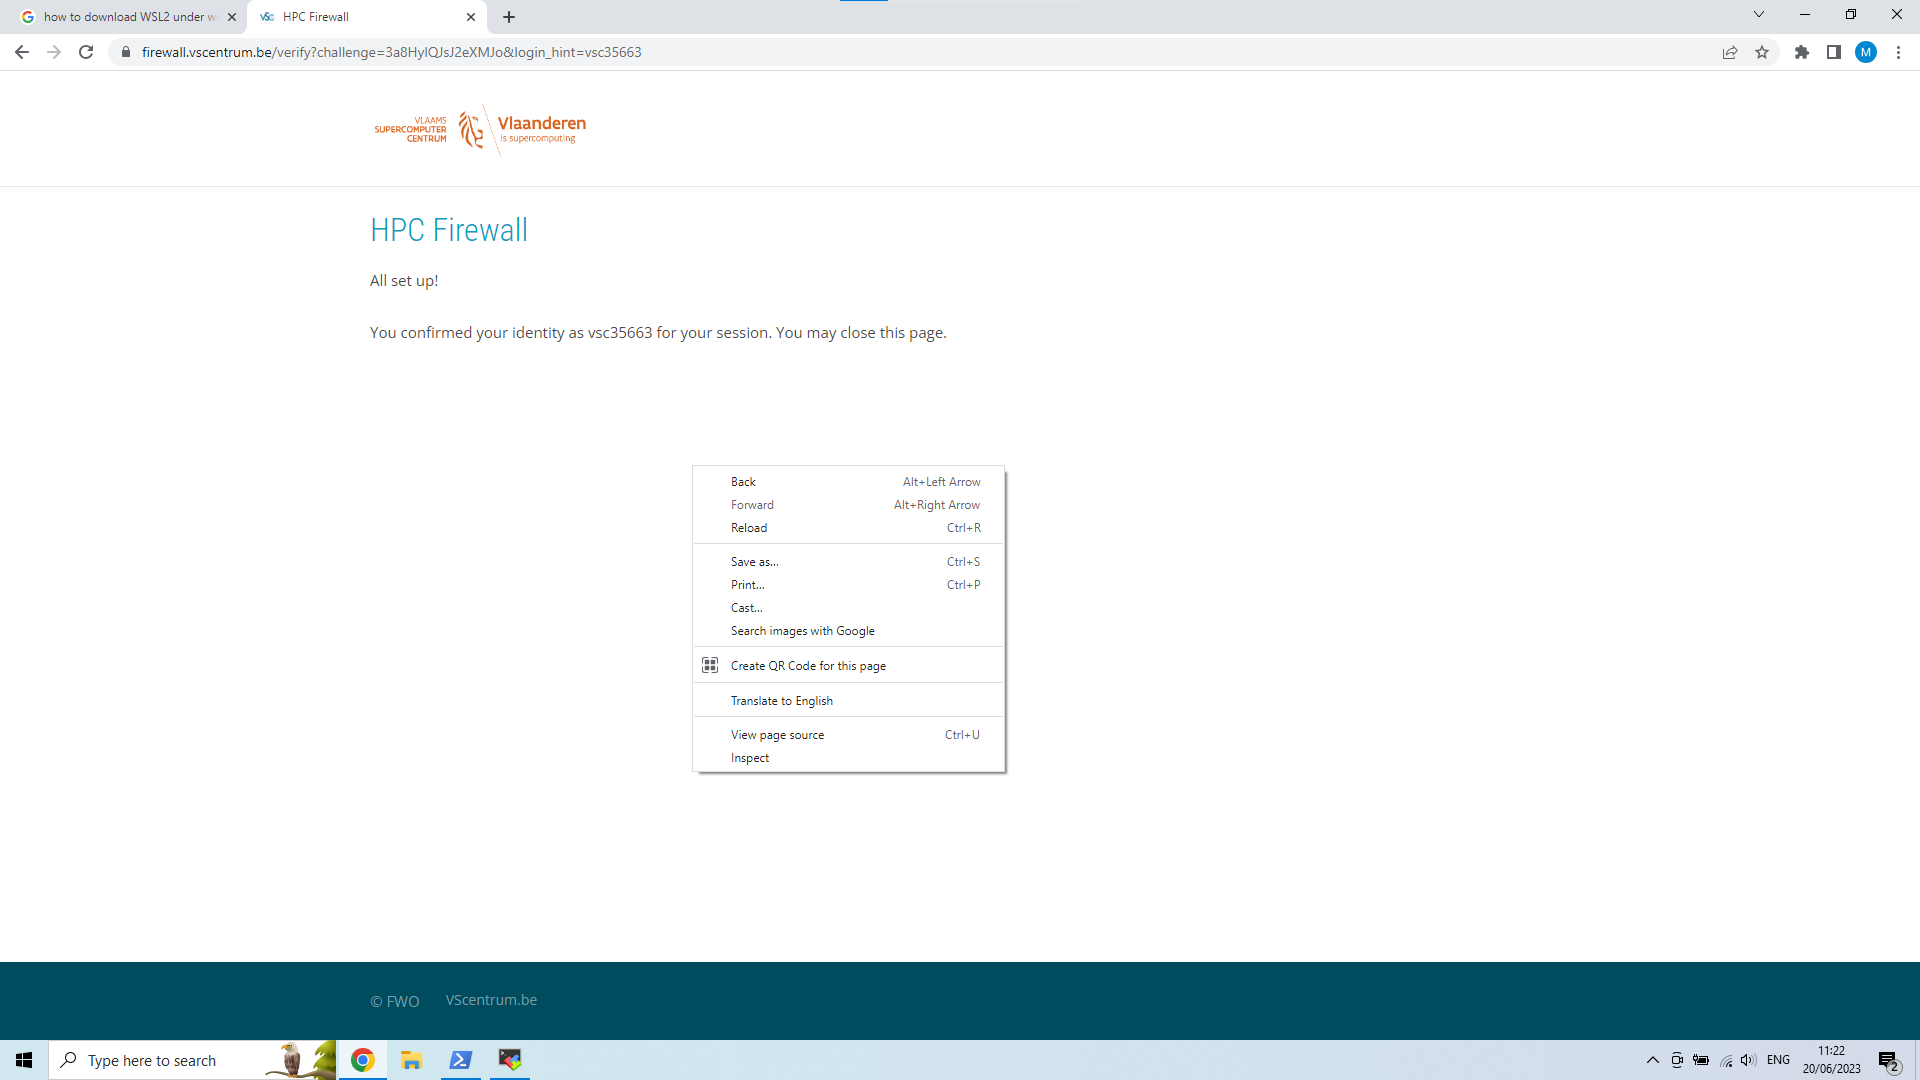 how to download WSL2 under w
HPC Firewall
firewall.vscentrum.be/verify?challenge=3a8HylQJsJ2eXMJo&login_hint=vsc35663
M
VLAAMS
SUPERCOMPUTER
CENTRUM
Vlaanderen
is supercomputing
HPC Firewall
All set up!
You confirmed your identity as vsc35663 for your session. You may close this page.
Back Alt+Left Arrow
Forward Alt+Right Arrow
Reload Ctrl+R
Save as... Ctrl+S
Print... Ctrl+P
Cast...
Search images with Google
Create QR Code for this page
Translate to English
View page source Ctrl+U
Inspect
© FWO VScentrum.be
Type here to search
ENG
11:22
20/06/2023
2